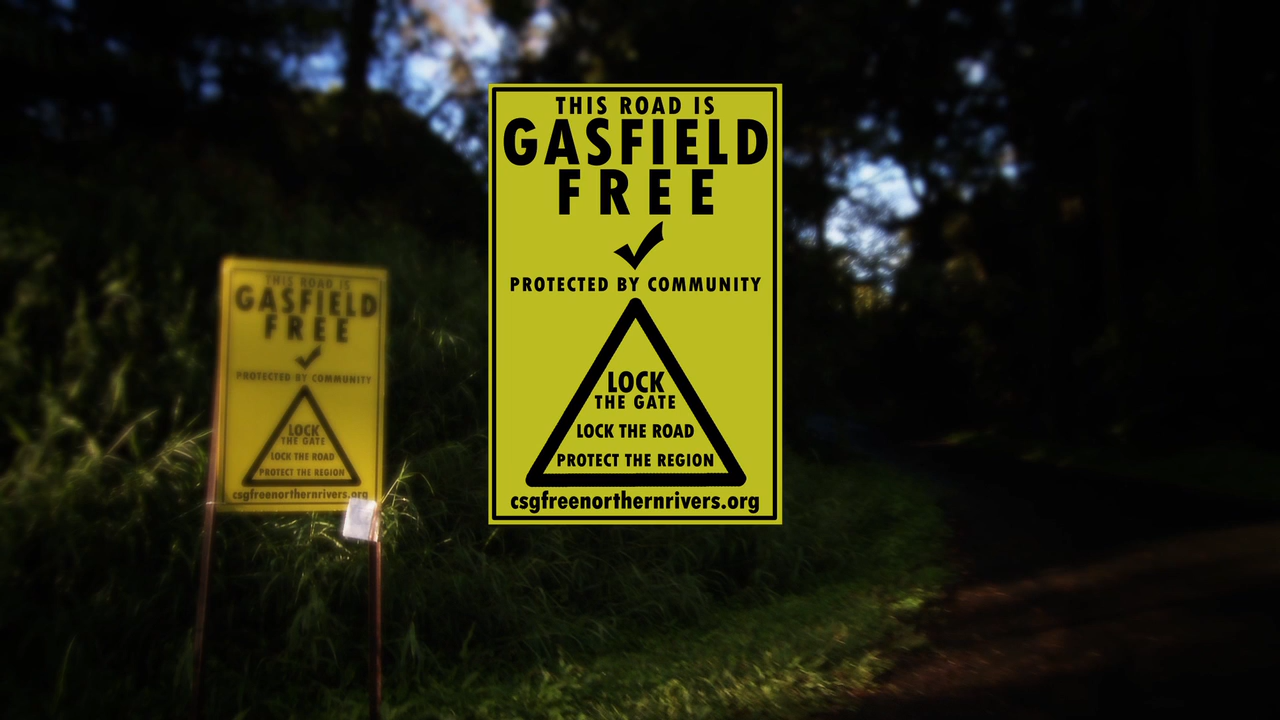 THIS ROAD IS
GASFIELD
FREE
PROTECTED BY COMMUNITY
LOCK
THE GATE
LOCK THE ROAD
PROTECT THE REGION
csgfreenorthernrivers.org
THIS ROAD IS
GASFIELD
FREE
PROTECTED BY COMMUNITY
LOCK
THE GATE
LOCK THE ROAD
PROTECT THE REGION
csgfreenorthernrivers.org